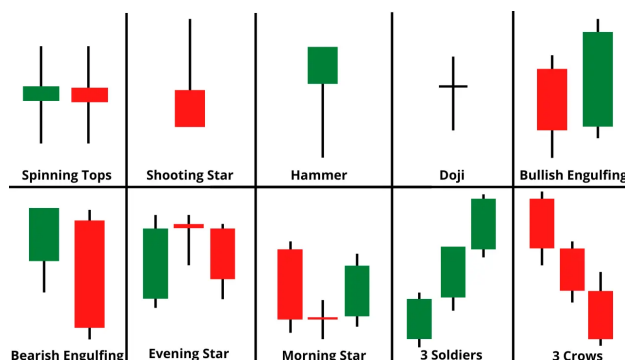 Spinning Tops
Shooting Star
Hammer
Doji
Bullish Engulfing
Bearish Engulfing
Evening Star
Morning Star
3 Soldiers
3 Crows